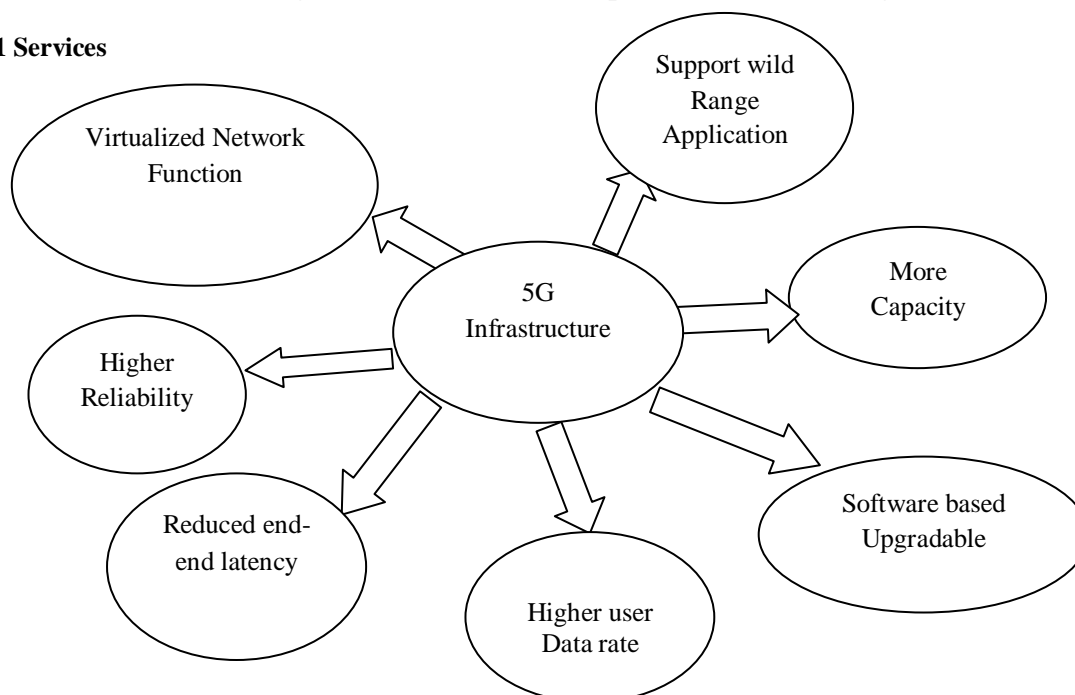 1 Services
Support wild
Range
Application
Virtualized Network
Function
5G
Infrastructure
More
Capacity
Higher
Reliability
Reduced end-
end latency
Software based
Upgradable
Higher user
Data rate